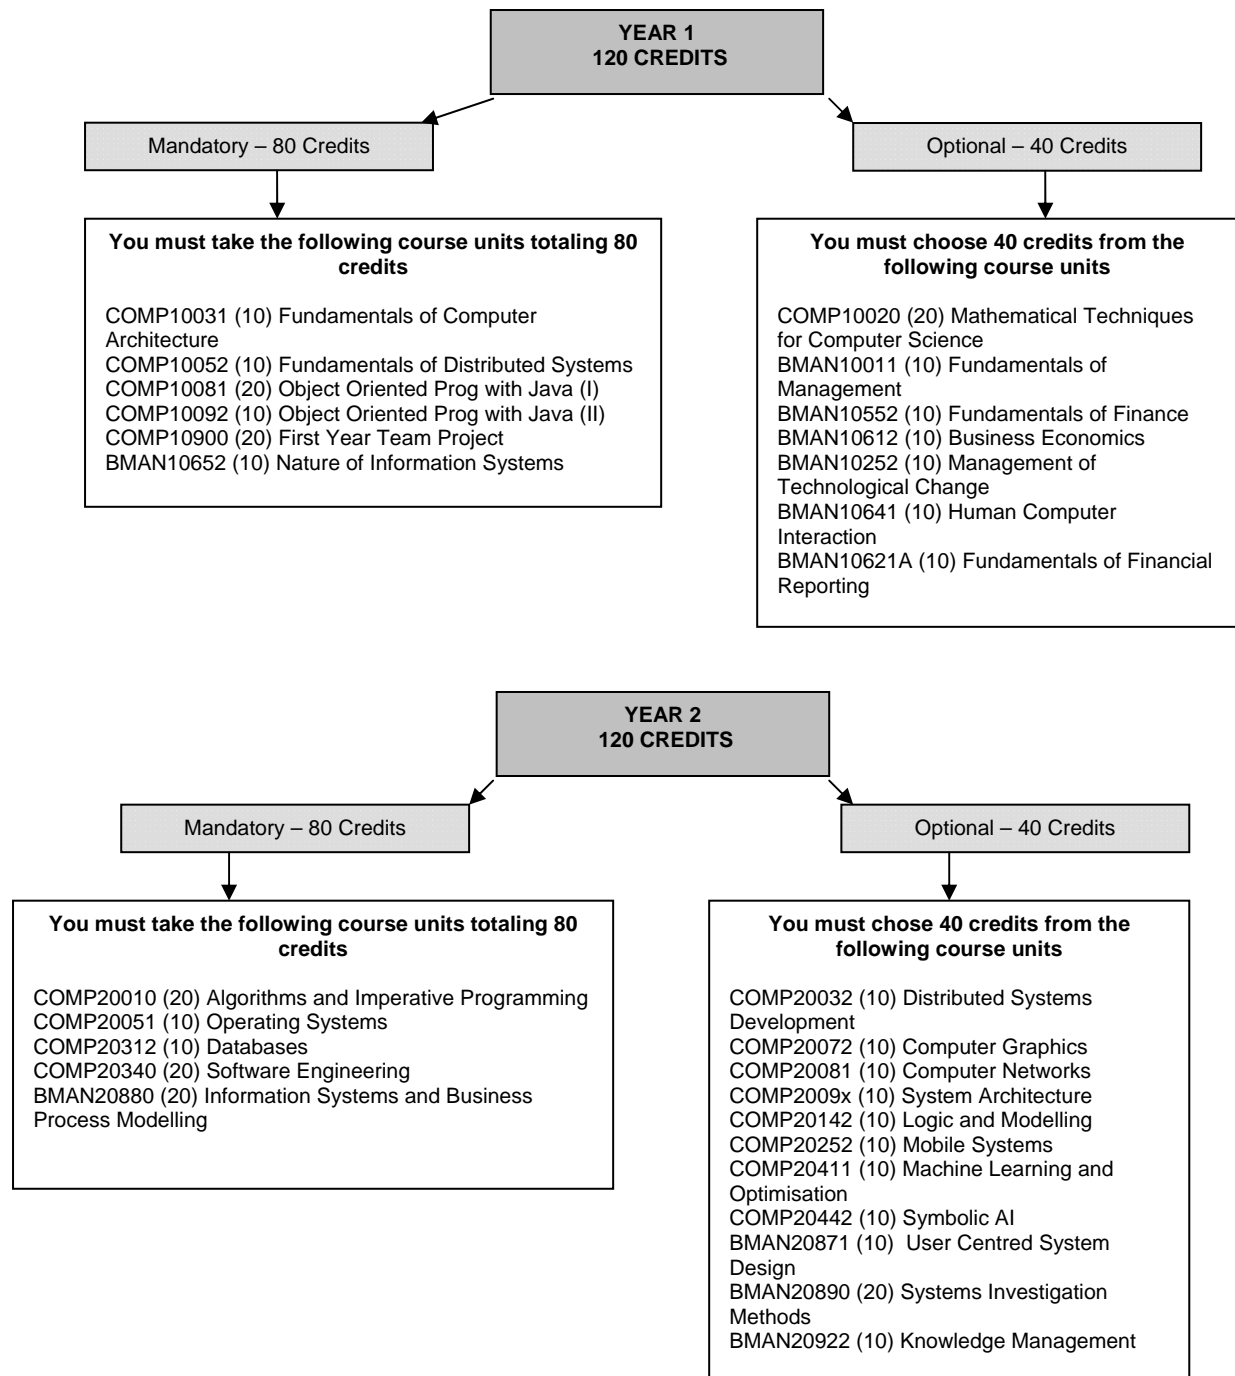 YEAR 1
120 CREDITS
Mandatory – 80 Credits
Optional – 40 Credits
You must take the following course units totaling 80
credits
COMP10031 (10) Fundamentals of Computer
Architecture
COMP10052 (10) Fundamentals of Distributed Systems
COMP10081 (20) Object Oriented Prog with Java (I)
COMP10092 (10) Object Oriented Prog with Java (II)
COMP10900 (20) First Year Team Project
BMAN10652 (10) Nature of Information Systems
You must choose 40 credits from the
following course units
COMP10020 (20) Mathematical Techniques
for Computer Science
BMAN10011 (10) Fundamentals of
Management
BMAN10552 (10) Fundamentals of Finance
BMAN10612 (10) Business Economics
BMAN10252 (10) Management of
Technological Change
BMAN10641 (10) Human Computer
Interaction
BMAN10621A (10) Fundamentals of Financial
Reporting
YEAR 2
120 CREDITS
Mandatory – 80 Credits
Optional – 40 Credits
You must take the following course units totaling 80
credits
COMP20010 (20) Algorithms and Imperative Programming
COMP20051 (10) Operating Systems
COMP20312 (10) Databases
COMP20340 (20) Software Engineering
BMAN20880 (20) Information Systems and Business
Process Modelling
You must chose 40 credits from the
following course units
COMP20032 (10) Distributed Systems
Development
COMP20072 (10) Computer Graphics
COMP20081 (10) Computer Networks
COMP2009x (10) System Architecture
COMP20142 (10) Logic and Modelling
COMP20252 (10) Mobile Systems
COMP20411 (10) Machine Learning and
Optimisation
COMP20442 (10) Symbolic AI
BMAN20871 (10)  User Centred System
Design
BMAN20890 (20) Systems Investigation
Methods
BMAN20922 (10) Knowledge Management